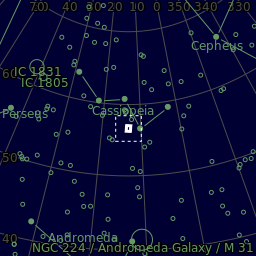 70 40 30 20 10 0 350 340 330
Cepheus
60
IC 1831
IC 1805
Perseus
Cassiopeia
50
Andromeda
40
NGC 224 / Andromeda Galaxy / M 31